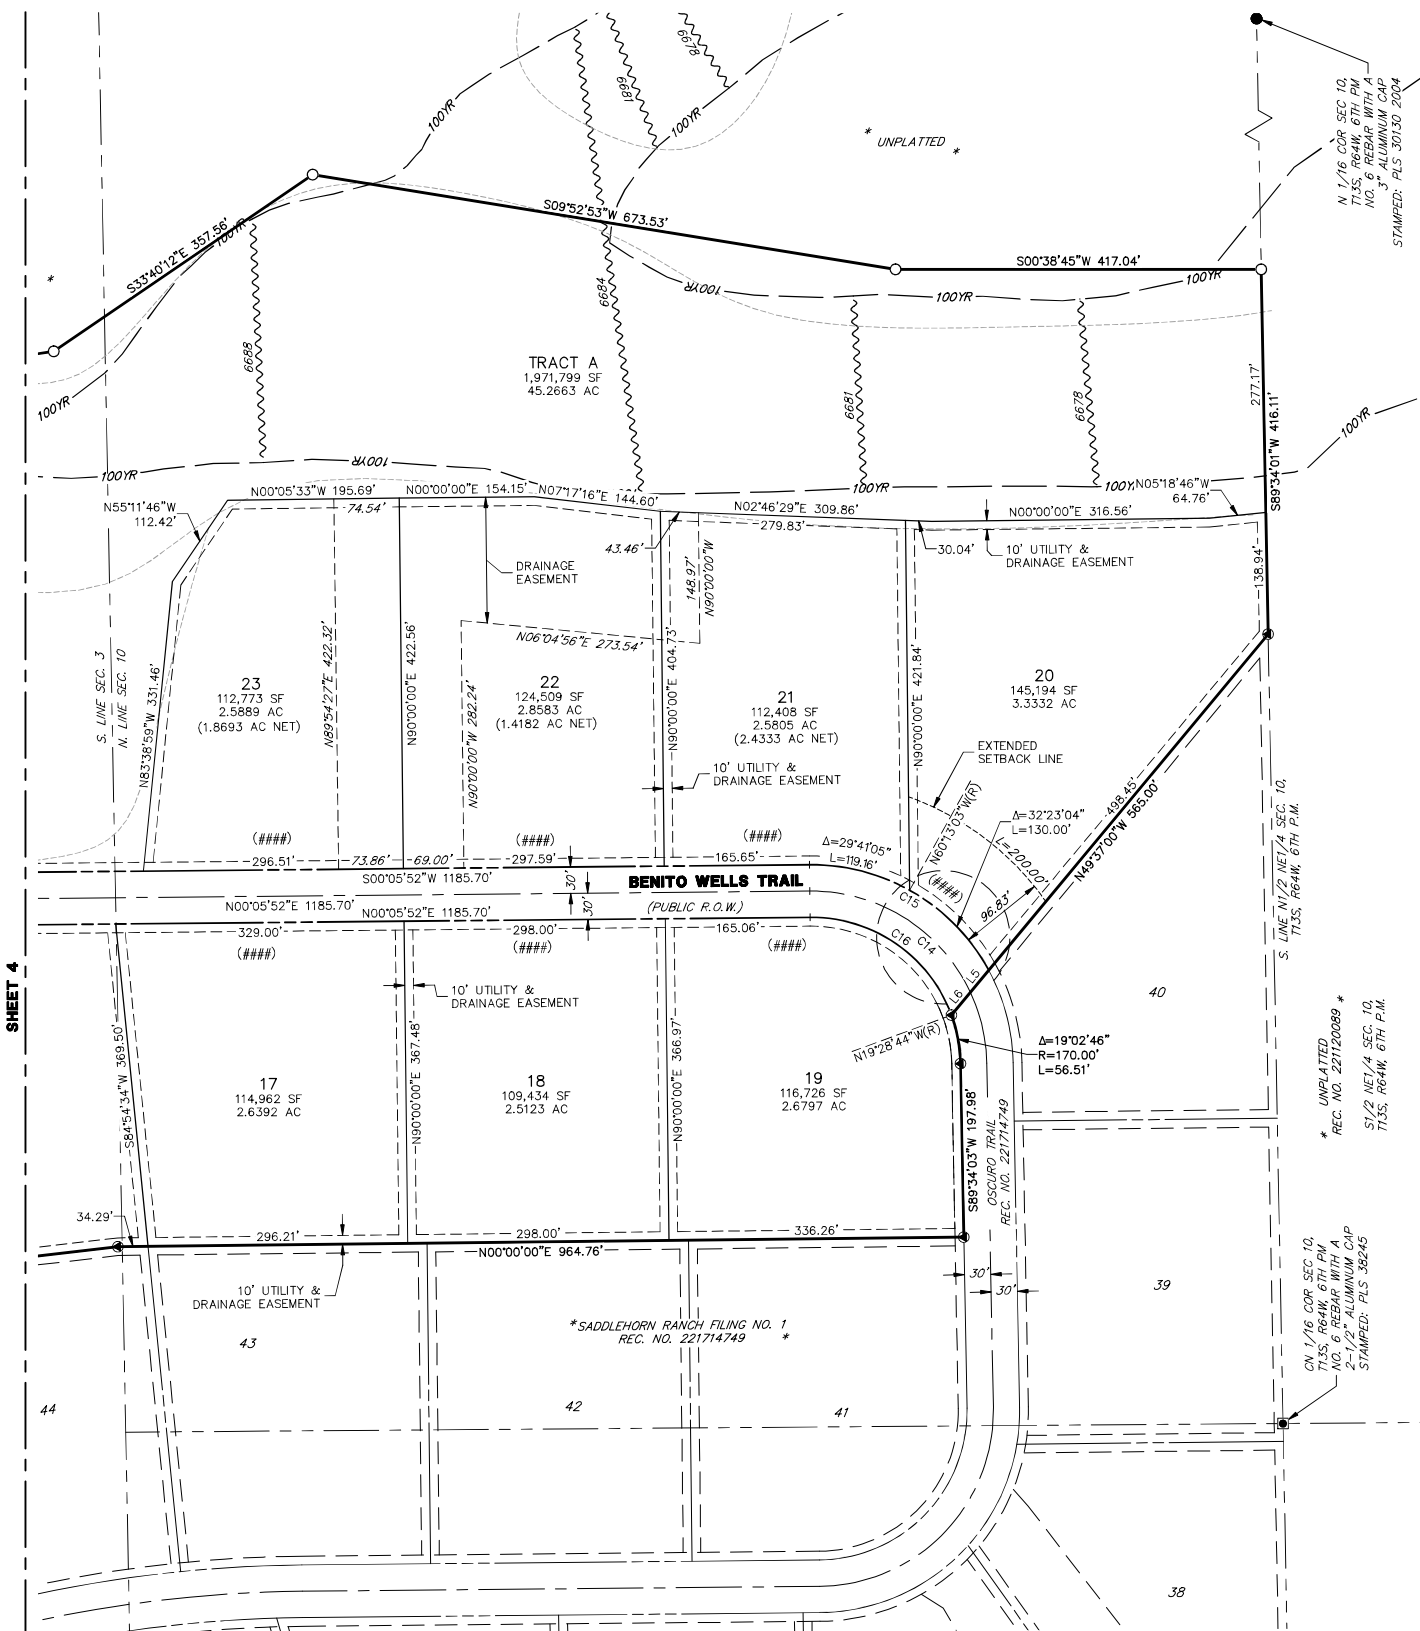 6678
6681
100YR
100YR
* UNPLATTED *
N 1/16 COR SEC 10,
T13S, R64W, 6TH PM
NO. 6 REBAR WITH A
3" ALUMINUM CAP
STAMPED: PLS 30130 2004
S33°40'12"E 357.56'
100YR
S09°52'53"W 673.53'
S00°38'45"W 417.04'
*
6688
6684
100YR
100YR
100YR
TRACT A
1,971,799 SF
45.2663 AC
6681
6678
277.17'
S89°34'01"W 416.11'
100YR
100YR
100YR
100YR
100YR
100YR
N55°11'46"W
112.42'
N00°05'33"W 195.69'
74.54'
N00°00'00"E 154.15'
N07°17'16"E 144.60'
N02°46'29"E 309.86'
279.83'
N00°00'00"E 316.56'
N05°18'46"W
64.76'
43.46'
30.04'
10' UTILITY &
DRAINAGE EASEMENT
DRAINAGE
EASEMENT
148.97'
N90°00'00"W
138.94'
N06°04'56"E 273.54'
S. LINE SEC. 3
N. LINE SEC. 10
N83°38'59"W 331.46'
23
112,773 SF
2.5889 AC
(1.8693 AC NET)
N89°54'27"E 422.32'
N90°00'00"E 422.56'
N90°00'00"W 282.24'
22
124,509 SF
2.8583 AC
(1.4182 AC NET)
N90°00'00"E 404.73'
21
112,408 SF
2.5805 AC
(2.4333 AC NET)
N90°00'00"E 421.84'
20
145,194 SF
3.3332 AC
10' UTILITY &
DRAINAGE EASEMENT
EXTENDED
SETBACK LINE
N60°13'03"W(R)
Δ=32°23'04"
L=130.00'
L=200.00'
498.45'
N49°37'00"W 565.00'
96.83'
S. LINE N1/2 NE1/4 SEC. 10,
T13S, R64W, 6TH P.M.
(####)
(####)
(####)
(####)
Δ=29°41'05"
L=119.16'
296.51'
73.86'
69.00'
297.59'
165.65'
S00°05'52"W 1185.70'
30'
BENITO WELLS TRAIL
C15
N00°05'52"E 1185.70'
N00°05'52"E 1185.70'
30'
(PUBLIC R.O.W.)
329.00'
298.00'
165.06'
(####)
(####)
(####)
C16
C14
L6
L5
SHEET 4
10' UTILITY &
DRAINAGE EASEMENT
N19°28'44"W(R)
Δ=19°02'46"
R=170.00'
L=56.51'
40
* UNPLATTED *
REC. NO. 221120089
S1/2 NE1/4 SEC. 10,
T13S, R64W, 6TH P.M.
S84°54'34"W 369.50'
17
114,962 SF
2.6392 AC
N90°00'00"E 367.48'
18
109,434 SF
2.5123 AC
N90°00'00"E 366.97'
19
116,726 SF
2.6797 AC
S89°34'03"W 197.98'
OSCURO TRAIL
REC. NO. 221714749
34.29'
296.21'
298.00'
336.26'
N00°00'00"E 964.76'
10' UTILITY &
DRAINAGE EASEMENT
30'
30'
43
*SADDLEHORN RANCH FILING NO. 1
REC. NO. 221714749 *
39
CN 1/16 COR SEC 10,
T13S, R64W, 6TH PM
NO. 6 REBAR WITH A
2-1/2" ALUMINUM CAP
STAMPED: PLS 38245
44
42
41
38